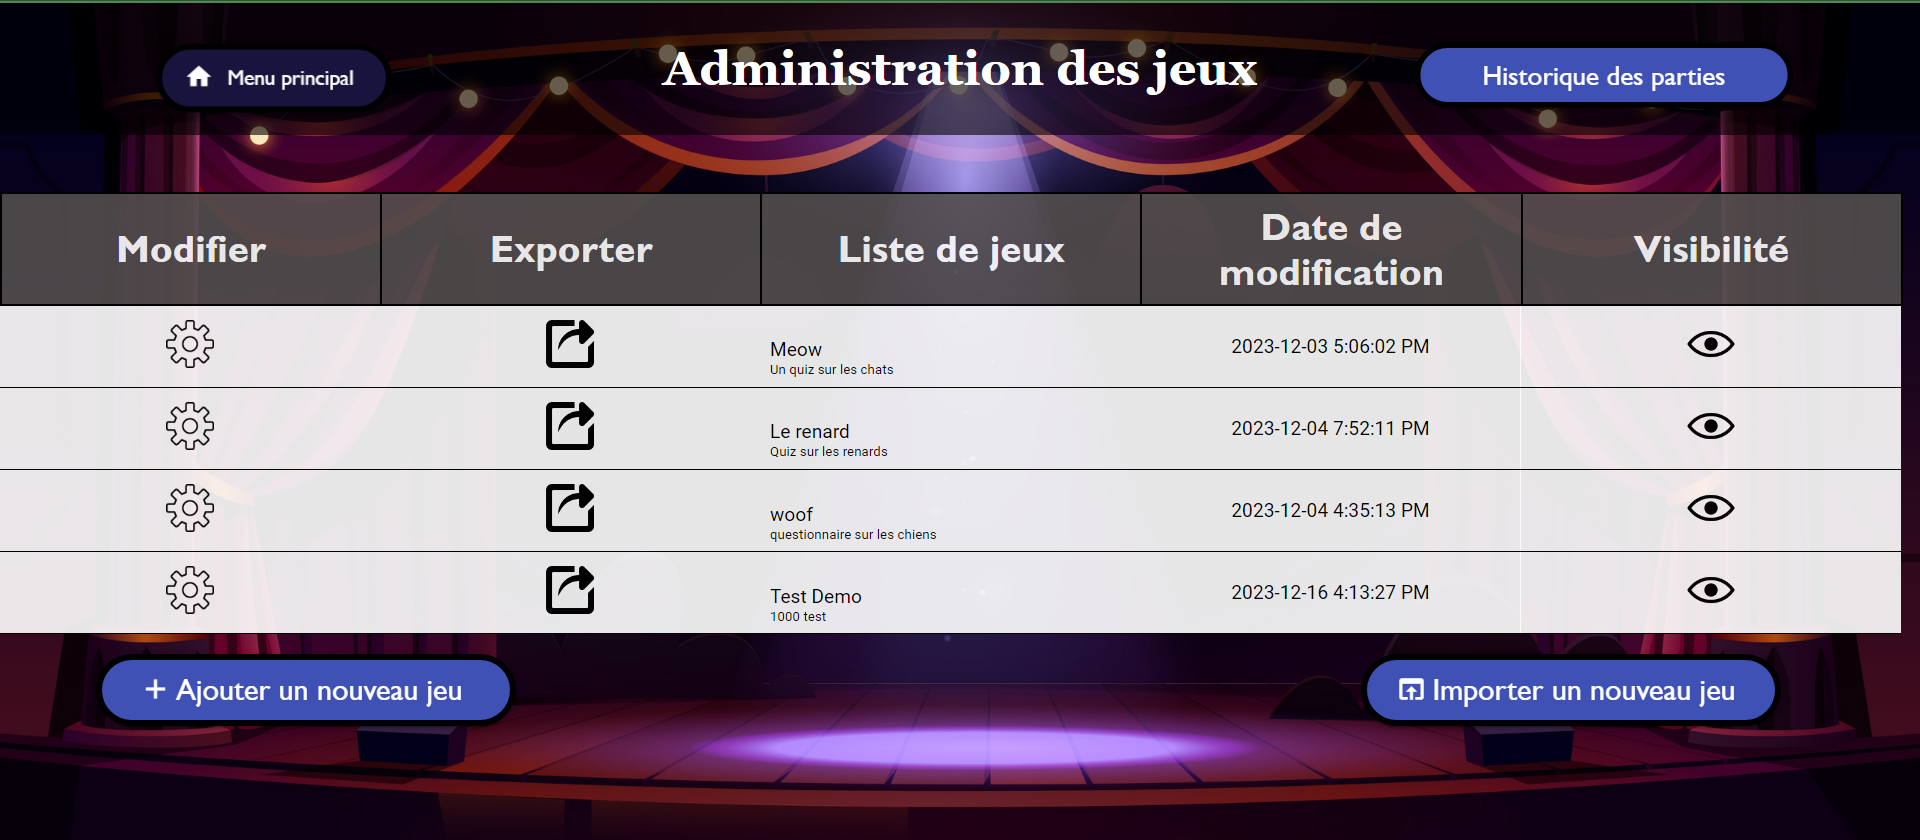 Menu principal
Administration des jeux
Historique des parties
Modifier
Exporter
Liste de jeux
Date de
modification
Visibilité
Meow
Un quiz sur les chats
2023-12-03 5:06:02 PM
Le renard
Quiz sur les renards
2023-12-04 7:52:11 PM
woof
questionnaire sur les chiens
2023-12-04 4:35:13 PM
Test Demo
1000 test
2023-12-16 4:13:27 PM
+ Ajouter un nouveau jeu
Importer un nouveau jeu